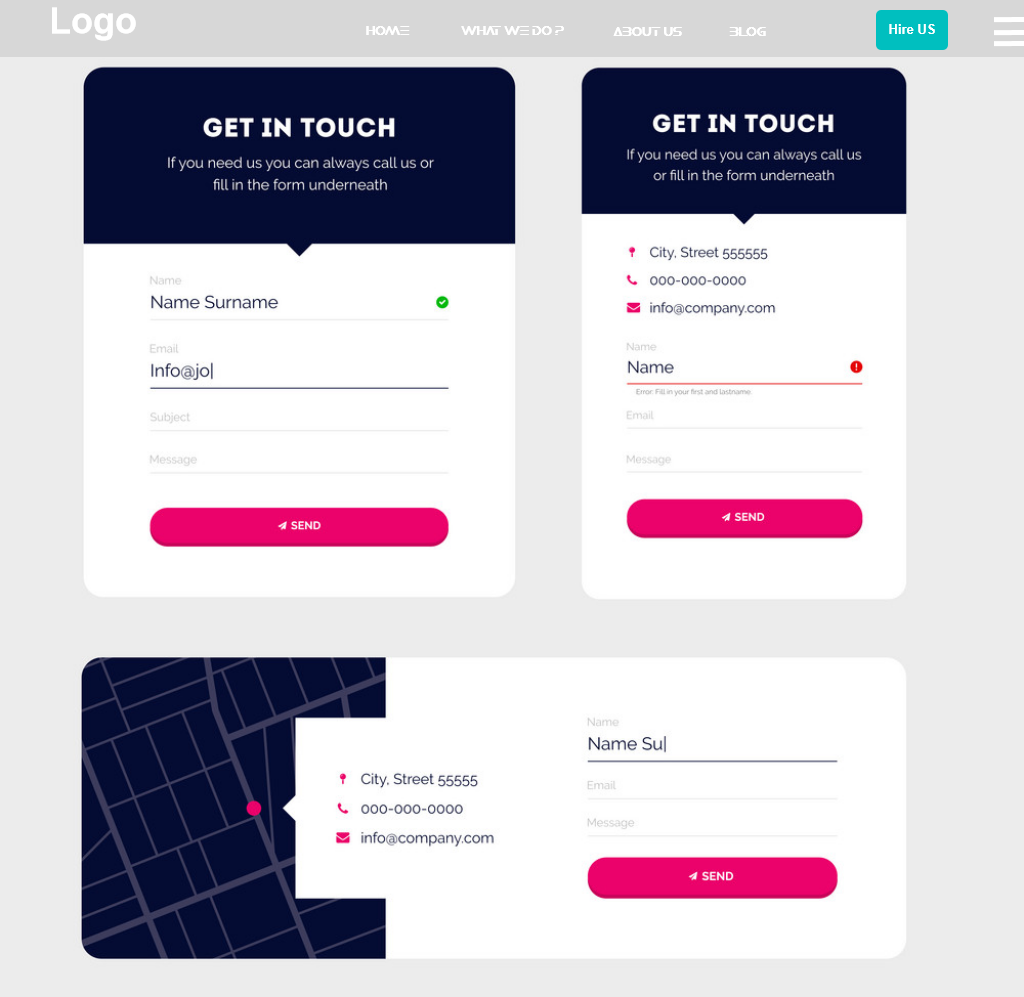 Logo
HOME
WHAT WE DO ?
ABOUT US
BLOG
Hire US
GET IN TOUCH
If you need us you can always call us or
fill in the form underneath
Name
Name Surname
Email
Info@jo
Subject
Message
SEND
GET IN TOUCH
If you need us you can always call us
or fill in the form underneath
City, Street 555555
000-000-0000
info@company.com
Name
Name
Error: Fill in your first and lastname
Email
Message
SEND
City, Street 55555
000-000-0000
info@company.com
Name
Name Su
Email
Message
SEND